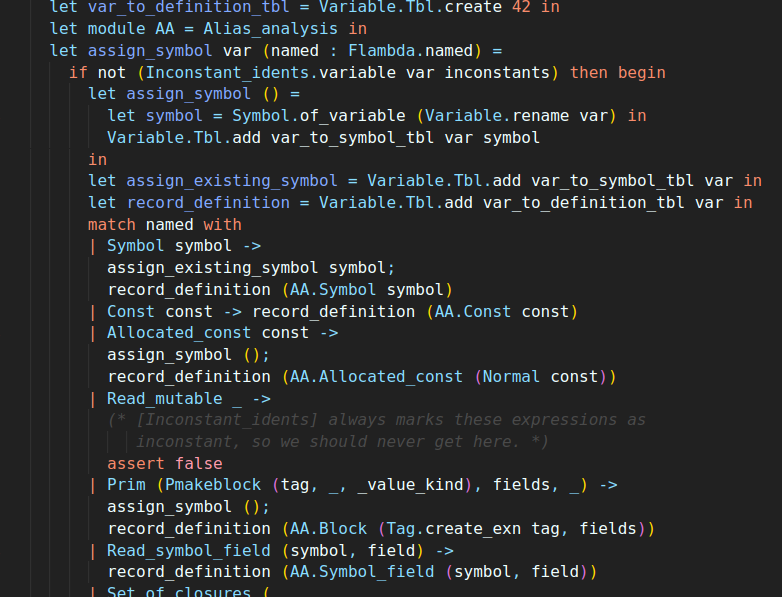 let var_to_definition_tbl = Variable.Tbl.create 42 in
let module AA = Alias_analysis in
let assign_symbol var (named : Flambda.named) =
if not (Inconstant_idents.variable var inconstants) then begin
let assign_symbol () =
let symbol = Symbol.of_variable (Variable.rename var) in
Variable.Tbl.add var_to_symbol_tbl var symbol
in
let assign_existing_symbol = Variable.Tbl.add var_to_symbol_tbl var in
let record_definition = Variable.Tbl.add var_to_definition_tbl var in
match named with
| Symbol symbol ->
assign_existing_symbol symbol;
record_definition (AA.Symbol symbol)
| Const const -> record_definition (AA.Const const)
| Allocated_const const ->
assign_symbol ();
record_definition (AA.Allocated_const (Normal const))
| Read_mutable _ ->
(* [Inconstant_idents] always marks these expressions as
inconstant, so we should never get here. *)
assert false
| Prim (Pmakeblock (tag, _, _value_kind), fields, _) ->
assign_symbol ();
record_definition (AA.Block (Tag.create_exn tag, fields))
| Read_symbol_field (symbol, field) ->
record_definition (AA.Symbol_field (symbol, field))
| Set_of_closures (